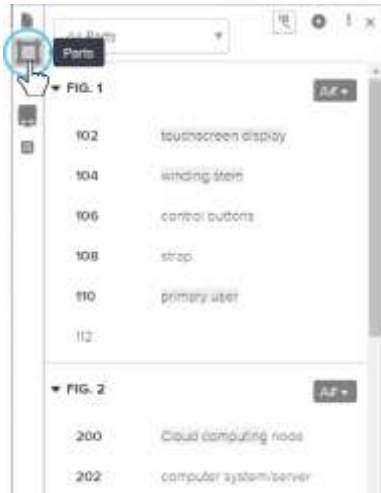 All Parts
Parts
FIG. 1
A# 
102 touchscreen display
104 winding stem
106 control buttons
108 strap
110 primary user
112
FIG. 2
A#
200 Cloud computing node
202 computer system/server